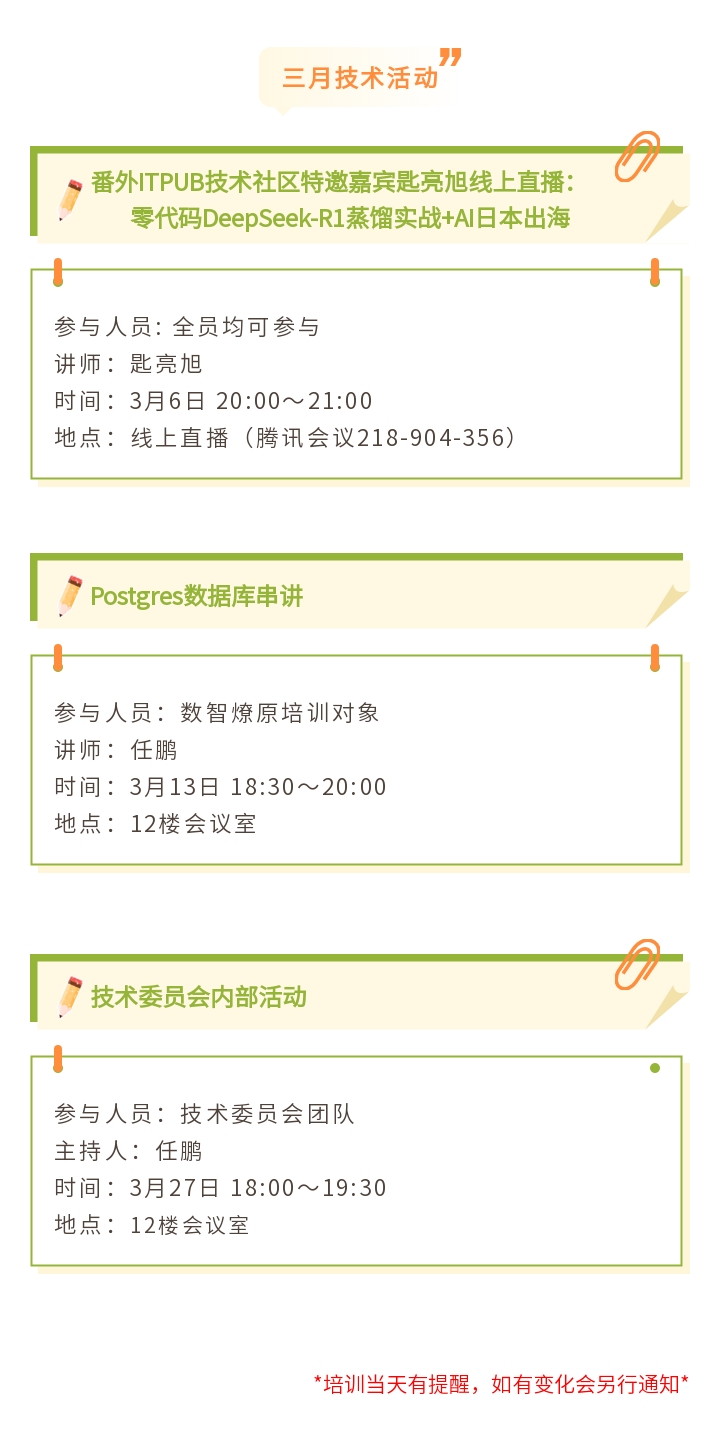 三月技术活动”
番外ITPUB技术社区特邀嘉宾匙亮旭线上直播：
零代码DeepSeek-R1蒸馏实战+AI日本出海
参与人员: 全员均可参与
讲师：匙亮旭
时间：3月6日 20:00～21:00
地点：线上直播（腾讯会议218-904-356）
Postgres数据库串讲
参与人员：数智燎原培训对象
讲师：任鹏
时间：3月13日 18:30～20:00
地点：12楼会议室
技术委员会内部活动
参与人员：技术委员会团队
主持人：任鹏
时间：3月27日 18:00～19:30
地点：12楼会议室
*培训当天有提醒，如有变化会另行通知*